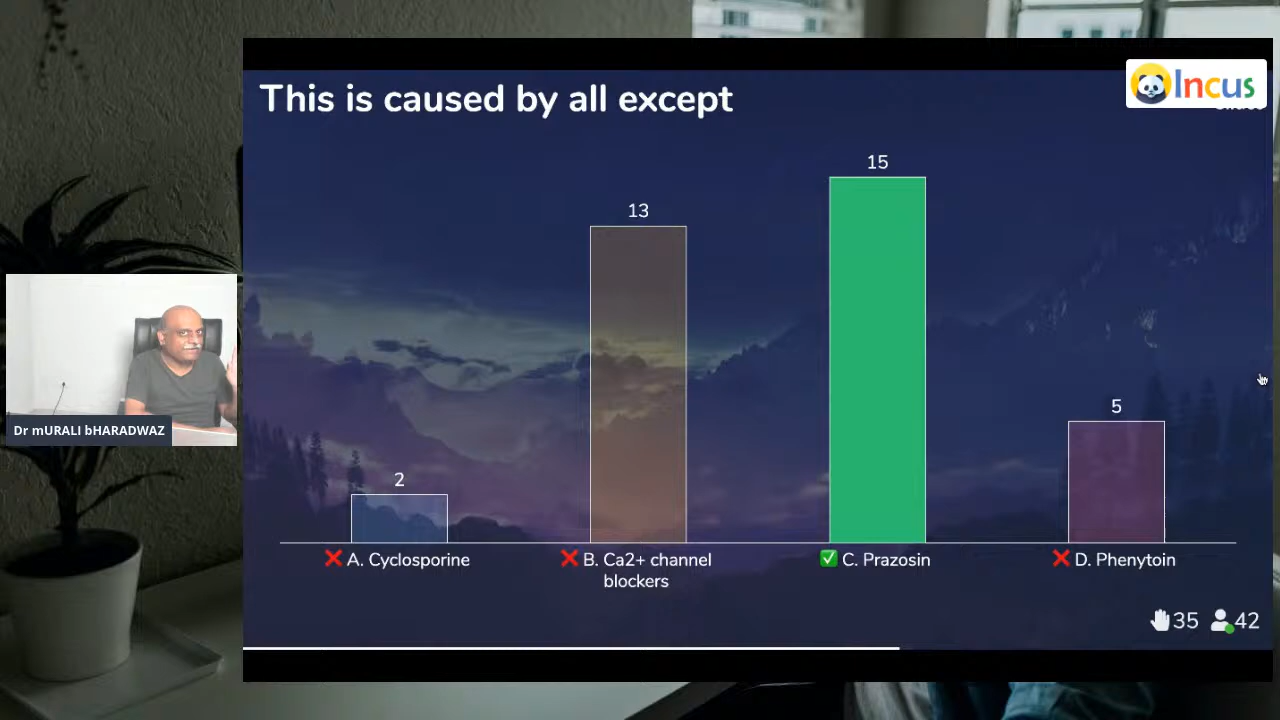 This is caused by all except
Incus
2
13
15
5
❌ A. Cyclosporine
❌ B. Ca2+ channel
blockers
✅ C. Prazosin
❌ D. Phenytoin
35 42
Dr mURALI bHARADWAZ